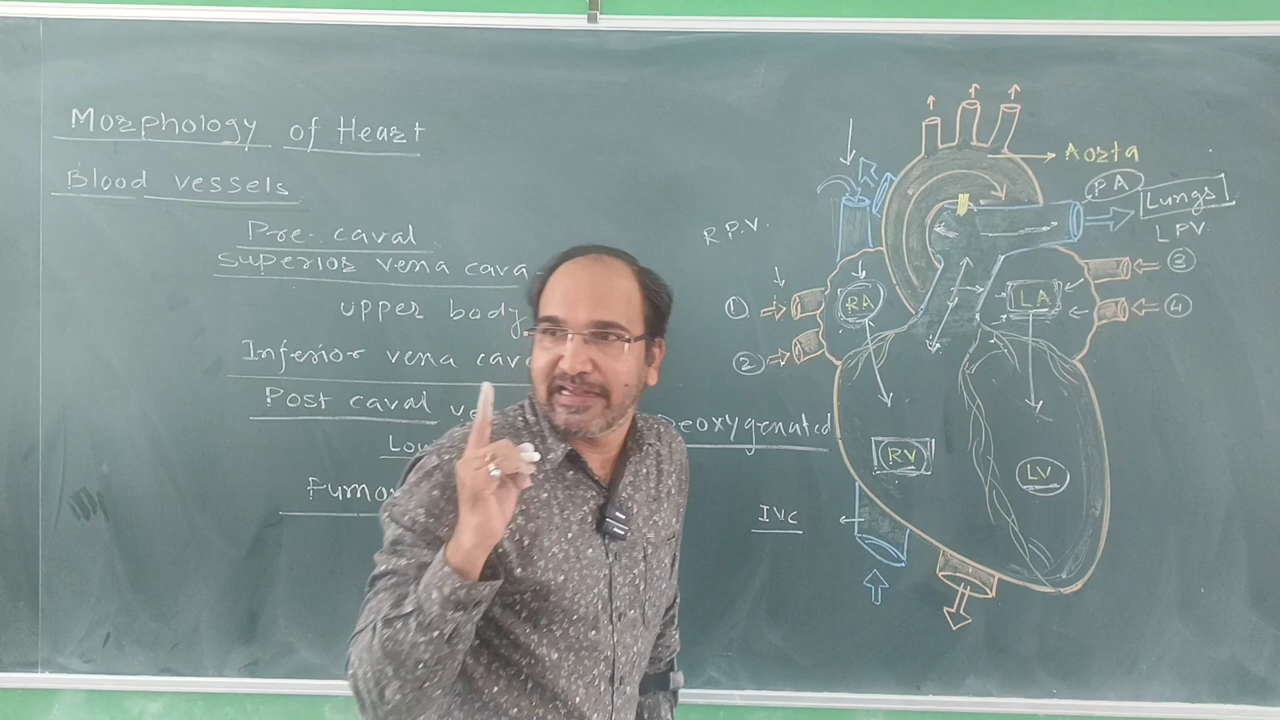 Morphology of Heart
Blood vessels
Pre-caval
Superior vena cava
upper body
Inferior vena cava
Post caval
Deoxygenated
R.P.V.
1
2
IVC
RA
LA
RV
LV
Aorta
PA
Lungs
LPV
3
4